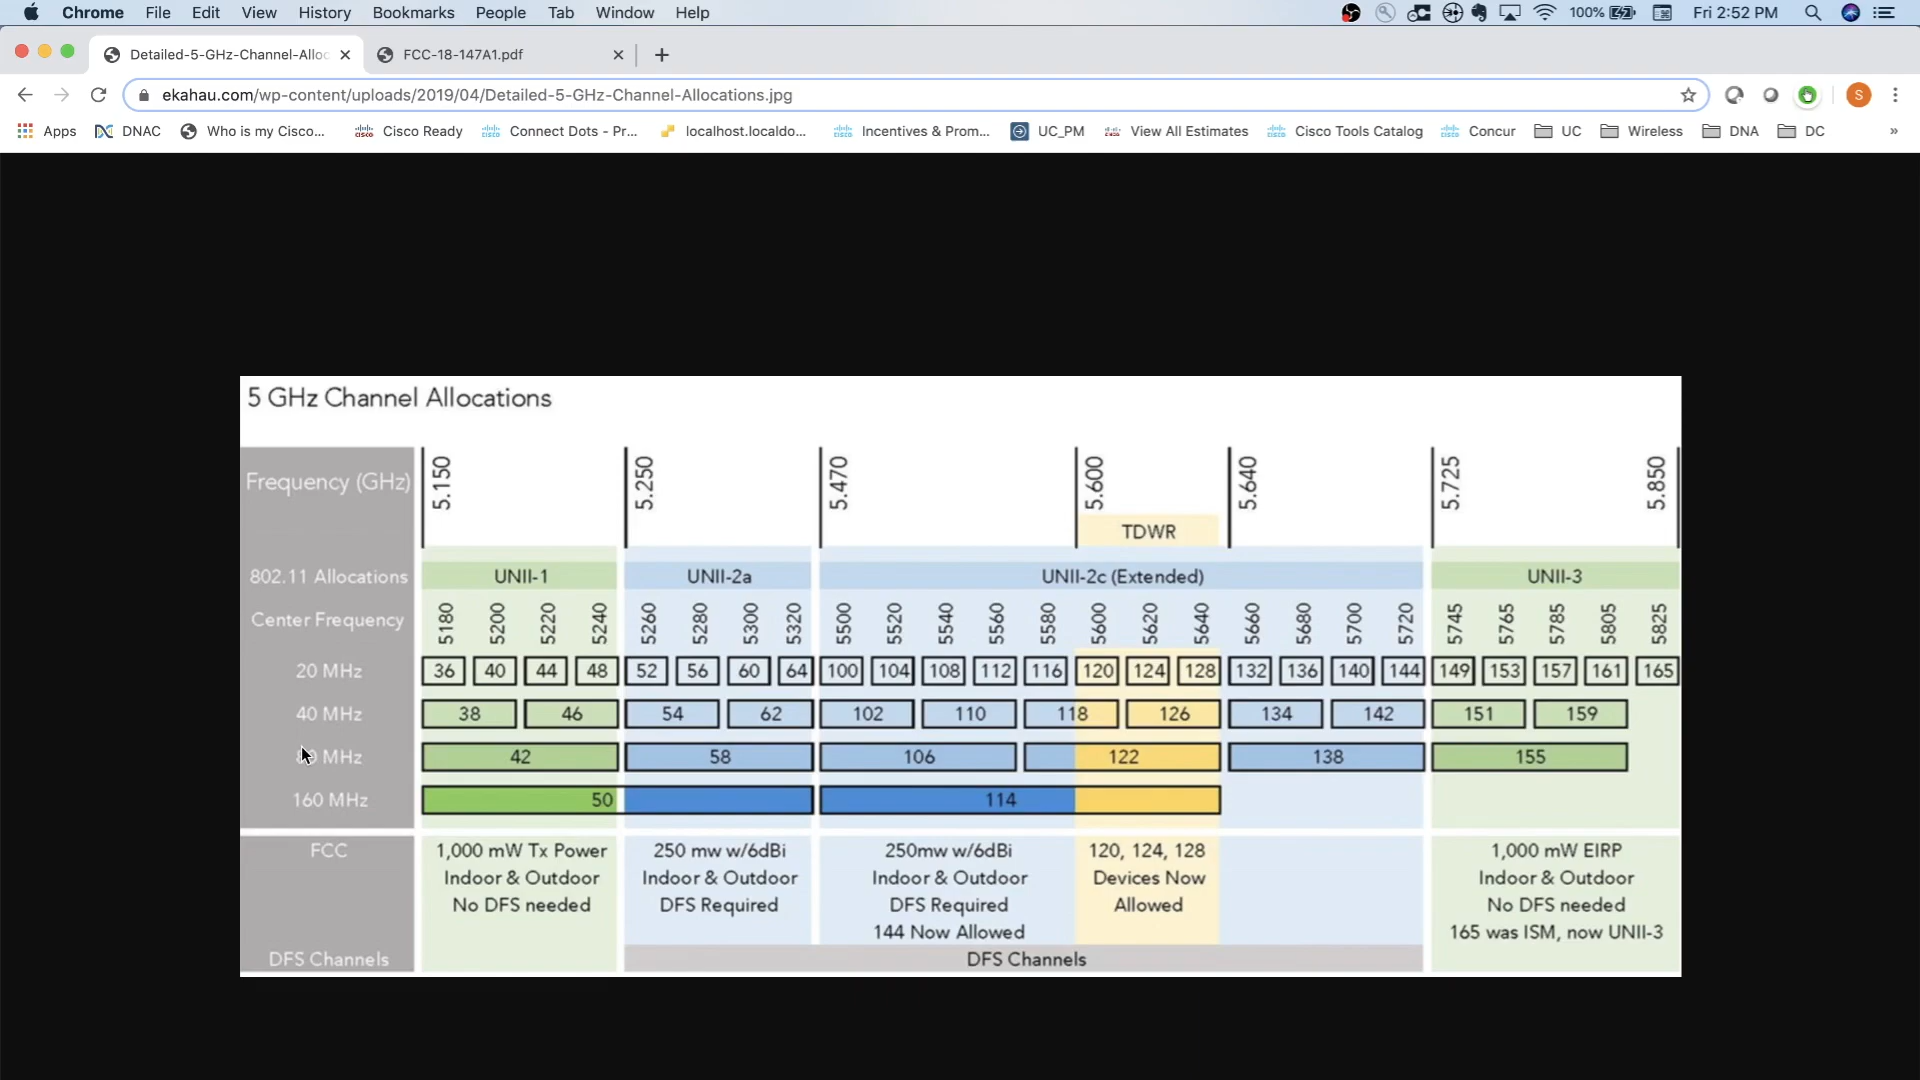 Chrome File Edit View History Bookmarks People Tab Window Help 100% Fri 2:52 PM
Detailed-5-GHz-Channel-Alloc FCC-18-147A1.pdf
ekahau.com/wp-content/uploads/2019/04/Detailed-5-GHz-Channel-Allocations.jpg S
Apps DNAC Who is my Cisco... Cisco Ready Connect Dots - Pr... localhost.localdo... Incentives & Prom... UC_PM View All Estimates Cisco Tools Catalog Concur UC Wireless DNA DC »
5 GHz Channel Allocations
Frequency (GHz) 5.150 5.250 5.470 5.600 5.640 5.725 5.850
TDWR
802.11 Allocations UNII-1 UNII-2a UNII-2c (Extended) UNII-3
Center Frequency 5180 5200 5220 5240 5260 5280 5300 5320 5500 5520 5540 5560 5580 5600 5620 5640 5660 5680 5700 5720 5745 5765 5785 5805 5825
20 MHz 36 40 44 48 52 56 60 64 100 104 108 112 116 120 124 128 132 136 140 144 149 153 157 161 165
40 MHz 38 46 54 62 102 110 118 126 134 142 151 159
MHz 42 58 106 122 138 155
160 MHz 50 114
FCC 1,000 mW Tx Power 250 mw w/6dBi 250mw w/6dBi 120, 124, 128 1,000 mW EIRP
Indoor & Outdoor Indoor & Outdoor Indoor & Outdoor Devices Now Indoor & Outdoor
No DFS needed DFS Required DFS Required Allowed No DFS needed
144 Now Allowed 165 was ISM, now UNII-3
DFS Channels DFS Channels